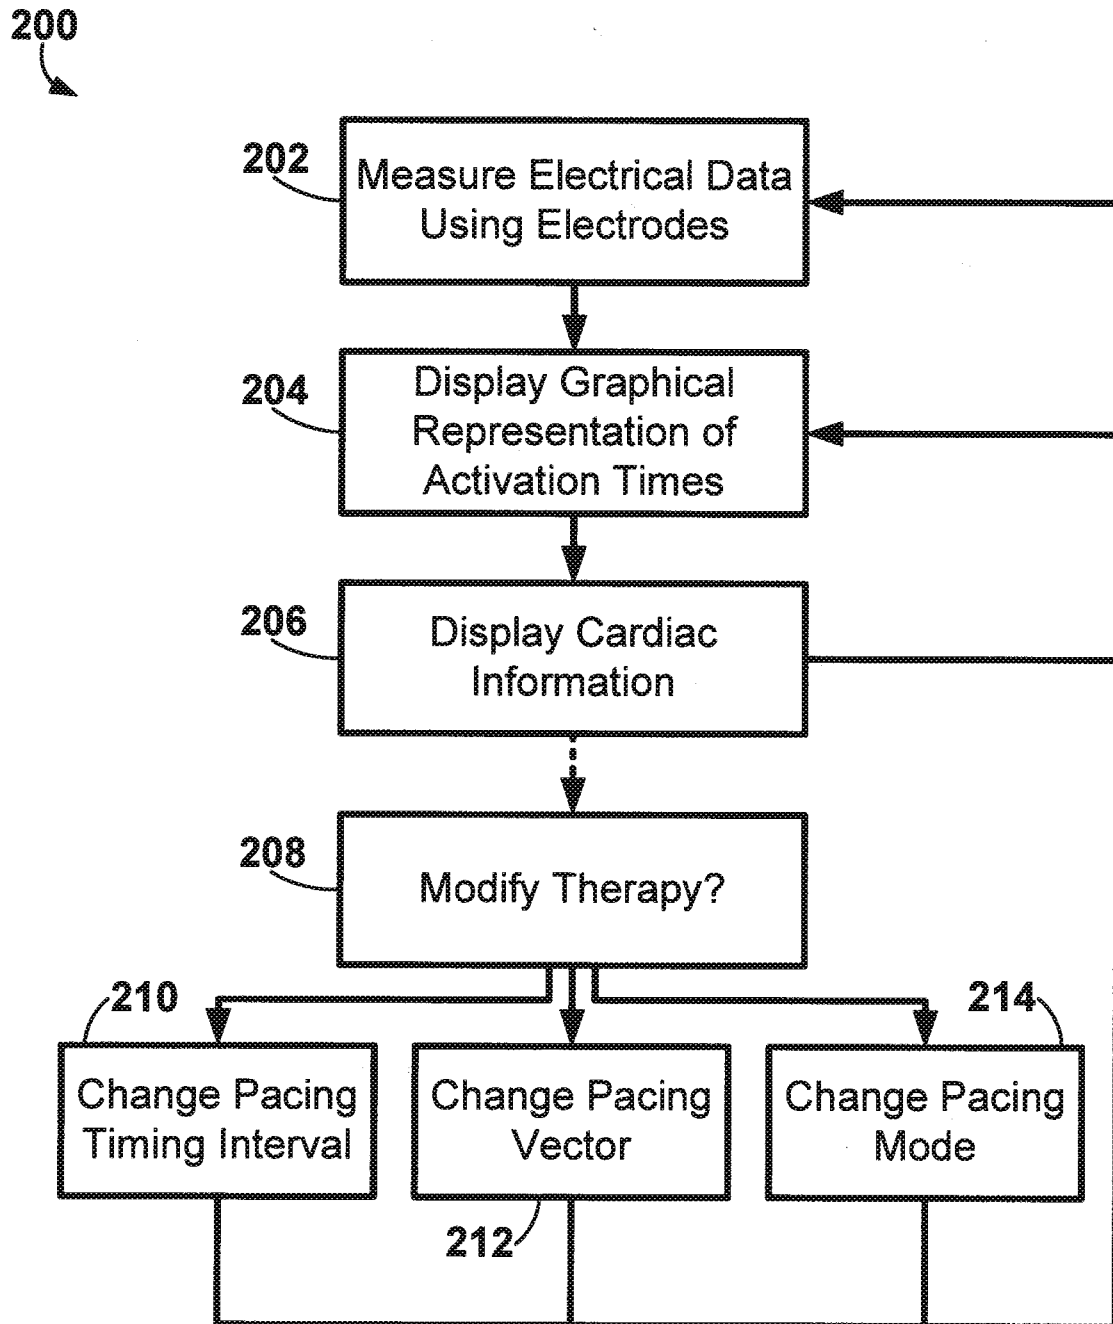 200
202
Measure Electrical Data
Using Electrodes
204
Display Graphical
Representation of
Activation Times
206
Display Cardiac
Information
208
Modify Therapy?
210
214
Change Pacing
Timing Interval
Change Pacing
Vector
Change Pacing
Mode
212